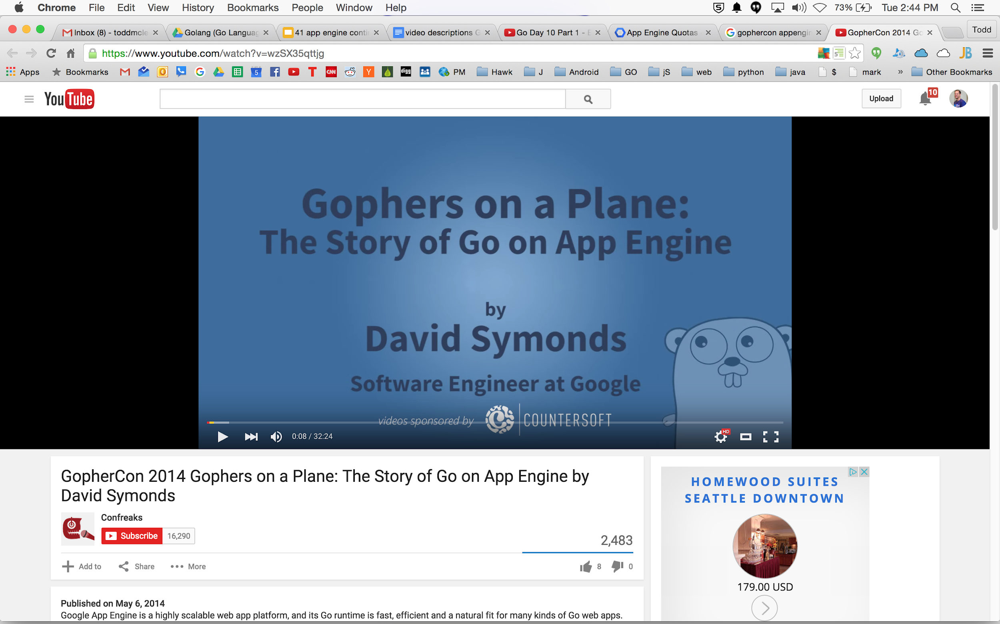 Chrome File Edit View History Bookmarks People Window Help 73% Tue 2:44 PM
Inbox (8) - toddmcle Golang (Go Languag 41 app engine conti video descriptions G Go Day 10 Part 1 - E App Engine Quotas gophercon appengin GopherCon 2014 Go Todd
https://www.youtube.com/watch?v=wzSX35qttjg
Apps Bookmarks PM Hawk J Android GO jS web python java $ mark » Other Bookmarks
YouTube Upload 10
Gophers on a Plane:
The Story of Go on App Engine
by
David Symonds
Software Engineer at Google
videos sponsored by COUNTERSOFT
0:08 / 32:24 HD
GopherCon 2014 Gophers on a Plane: The Story of Go on App Engine by
David Symonds
Confreaks
Subscribe 16,290
2,483
Add to Share More 8 0
Published on May 6, 2014
Google App Engine is a highly scalable web app platform, and its Go runtime is fast, efficient and a natural fit for many kinds of Go web apps.
HOMEWOOD SUITES
SEATTLE DOWNTOWN
179.00 USD